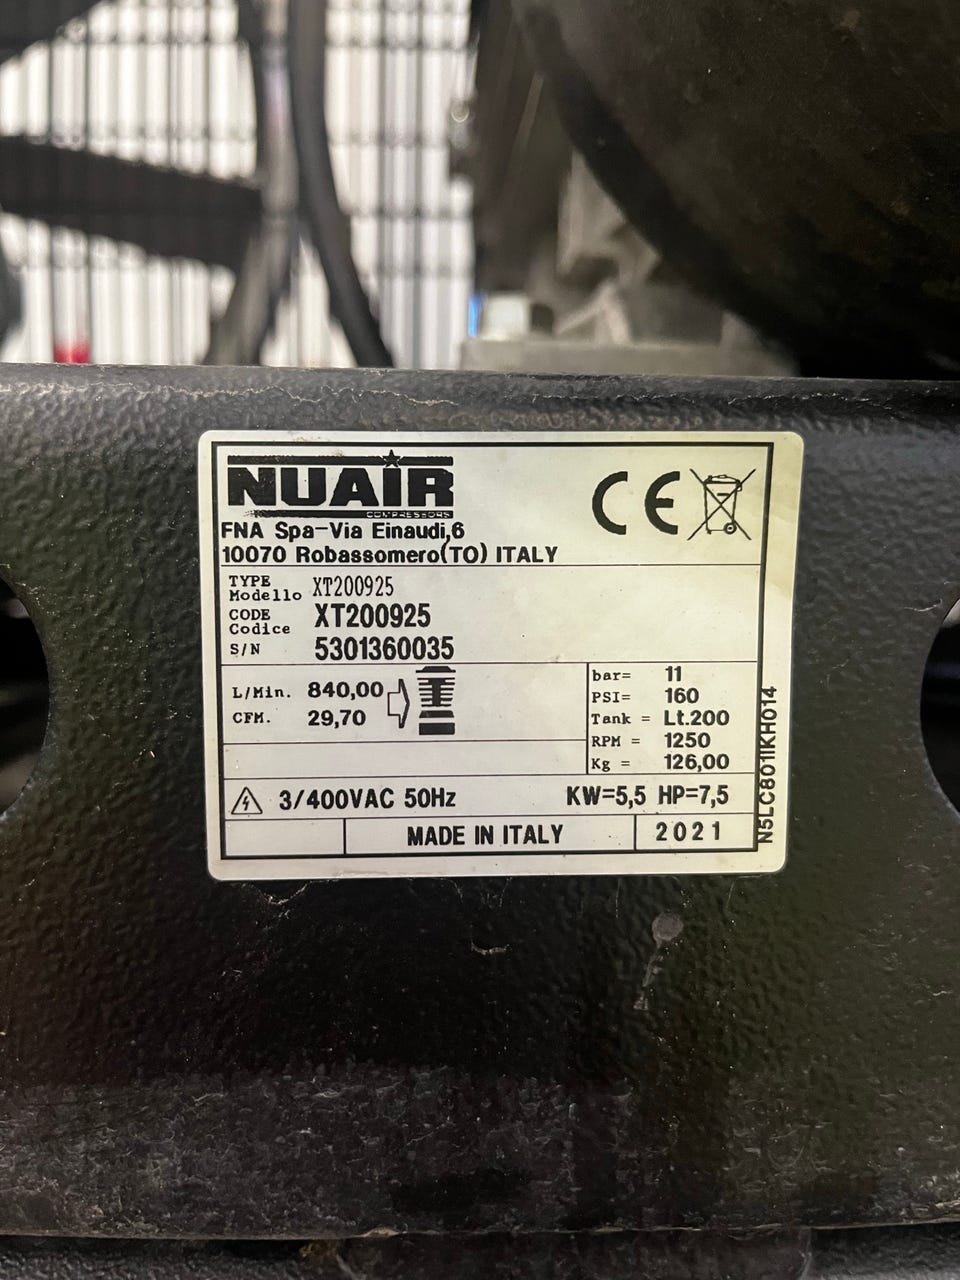 NUAIR
COMPRESSORS
CE
FNA Spa-Via Einaudi,6
10070 Robassomero(TO) ITALY
TYPE
Modello XT200925
CODE
Codice XT200925
S/N 5301360035
L/Min. 840,00
CFM. 29,70
bar= 11
PSI= 160
Tank = Lt.200
RPM = 1250
Kg = 126,00
3/400VAC 50Hz KW=5,5 HP=7,5
MADE IN ITALY 2021
N5LC801IKH014